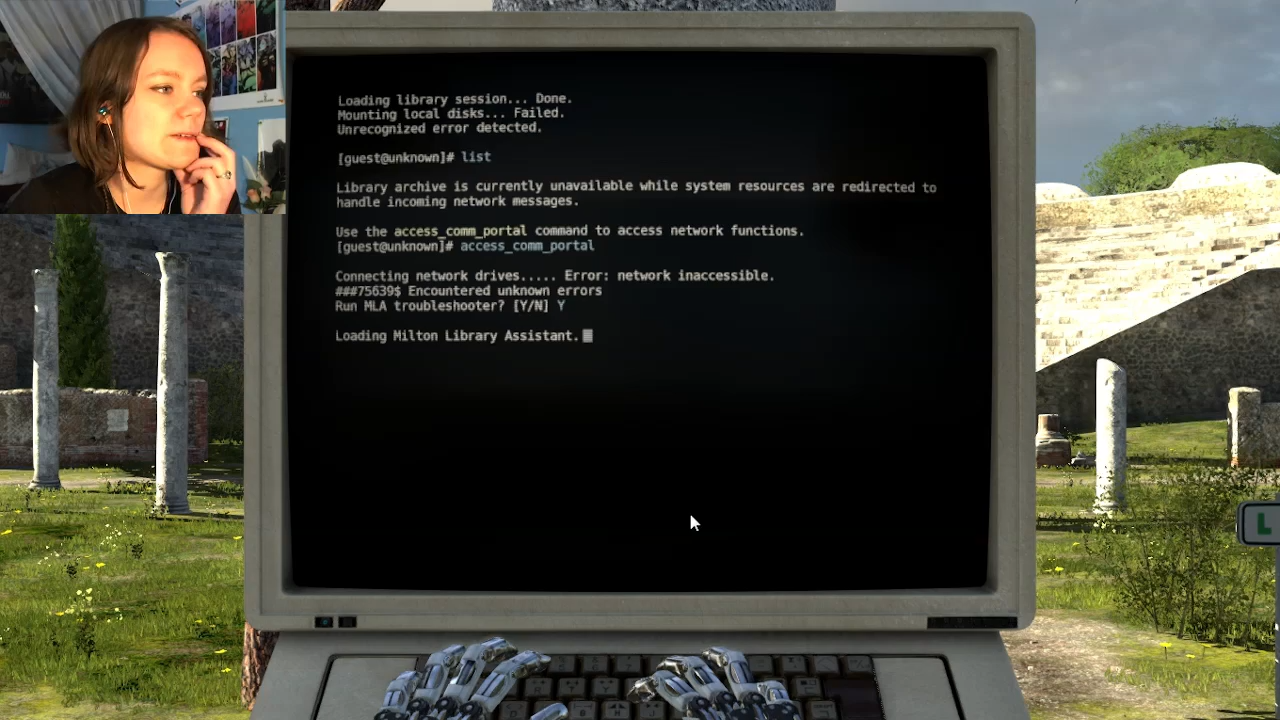 Loading library session... Done.
Mounting local disks... Failed.
Unrecognized error detected.
[guest@unknown]# list
Library archive is currently unavailable while system resources are redirected to
handle incoming network messages.
Use the access_comm_portal command to access network functions.
[guest@unknown]# access_comm_portal
Connecting network drives..... Error: network inaccessible.
###75639$ Encountered unknown errors
Run MLA troubleshooter? [Y/N] Y
Loading Milton Library Assistant.
L